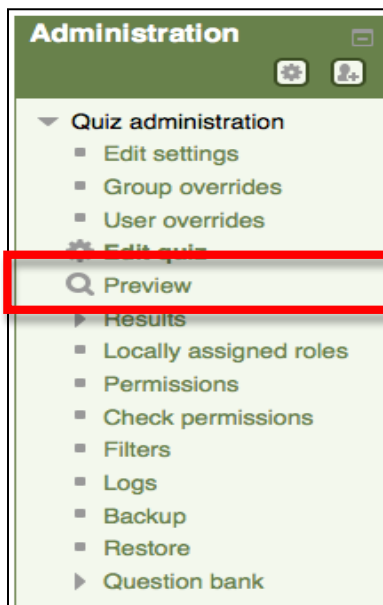 Administration
Quiz administration
Edit settings
Group overrides
User overrides
Edit quiz
Preview
Results
Locally assigned roles
Permissions
Check permissions
Filters
Logs
Backup
Restore
Question bank